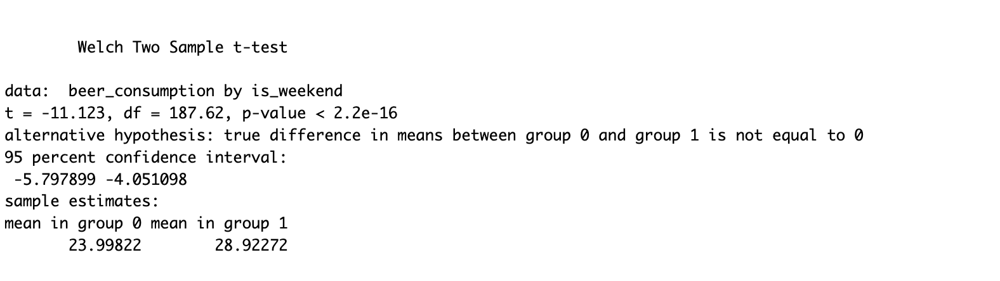 Welch Two Sample t-test
data:  beer_consumption by is_weekend
t = -11.123, df = 187.62, p-value < 2.2e-16
alternative hypothesis: true difference in means between group 0 and group 1 is not equal to 0
95 percent confidence interval:
 -5.797899 -4.051098
sample estimates:
mean in group 0 mean in group 1
       23.99822        28.92272